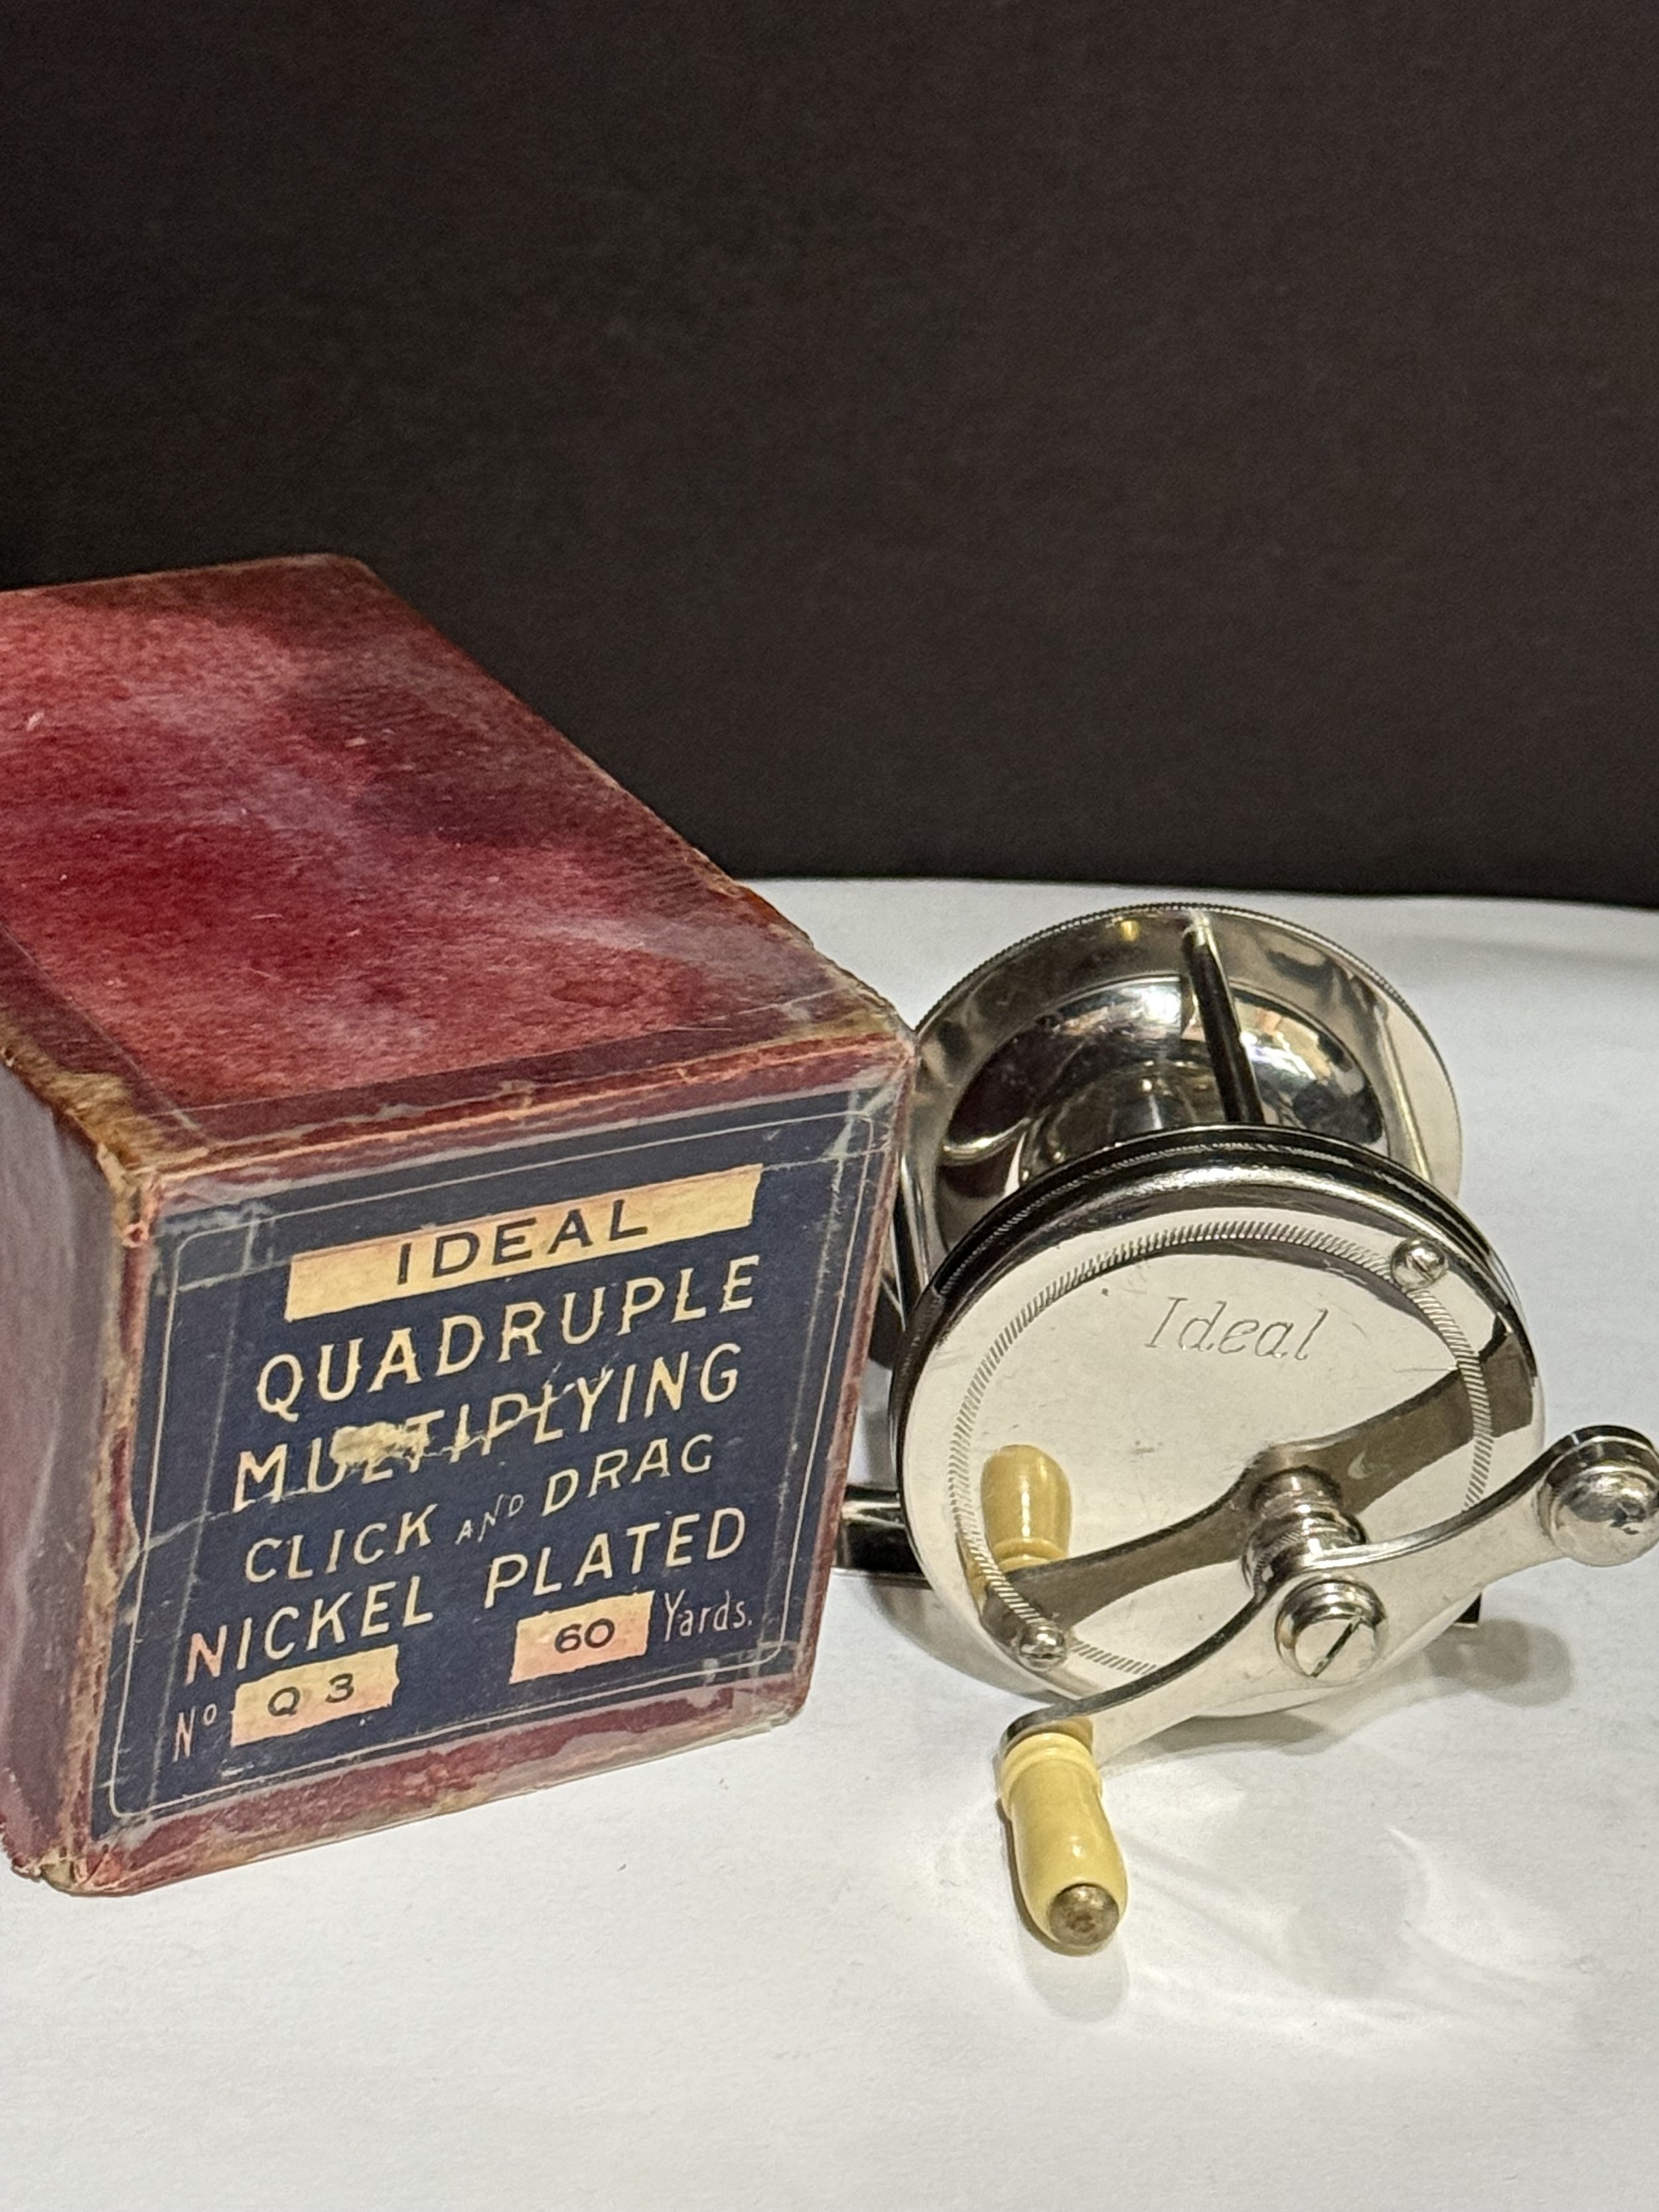 IDEAL
QUADRUPLE
MULTIPLYING
CLICK AND DRAG
NICKEL PLATED
No Q 3 60 Yards.
Ideal